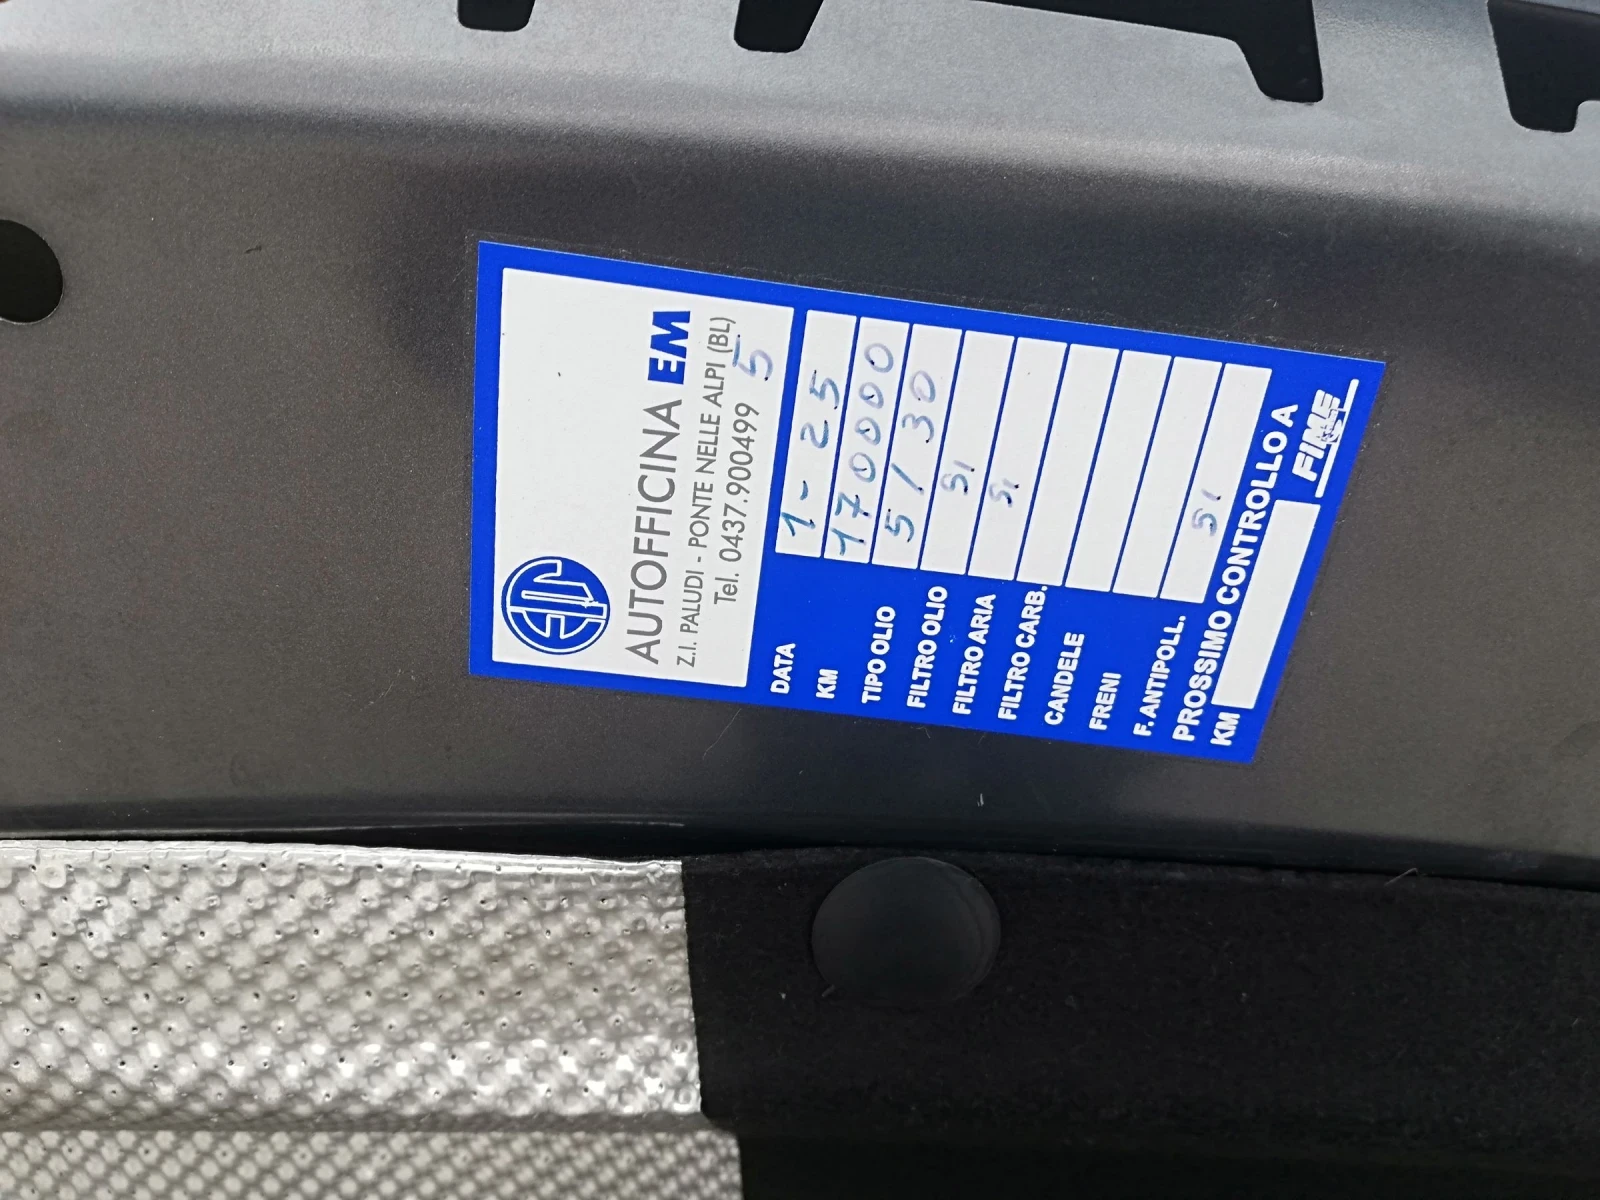 AUTOFFICINA EM
Z.I. PALUDI - PONTE NELLE ALPI (BL)
Tel. 0437.900499 5
DATA 1-25
KM 170000
TIPO OLIO 5/30
FILTRO OLIO SI
FILTRO ARIA SI
FILTRO CARB.
CANDELE
FRENI
F.ANTIPOLL. SI
PROSSIMO CONTROLLO A
KM
FIME